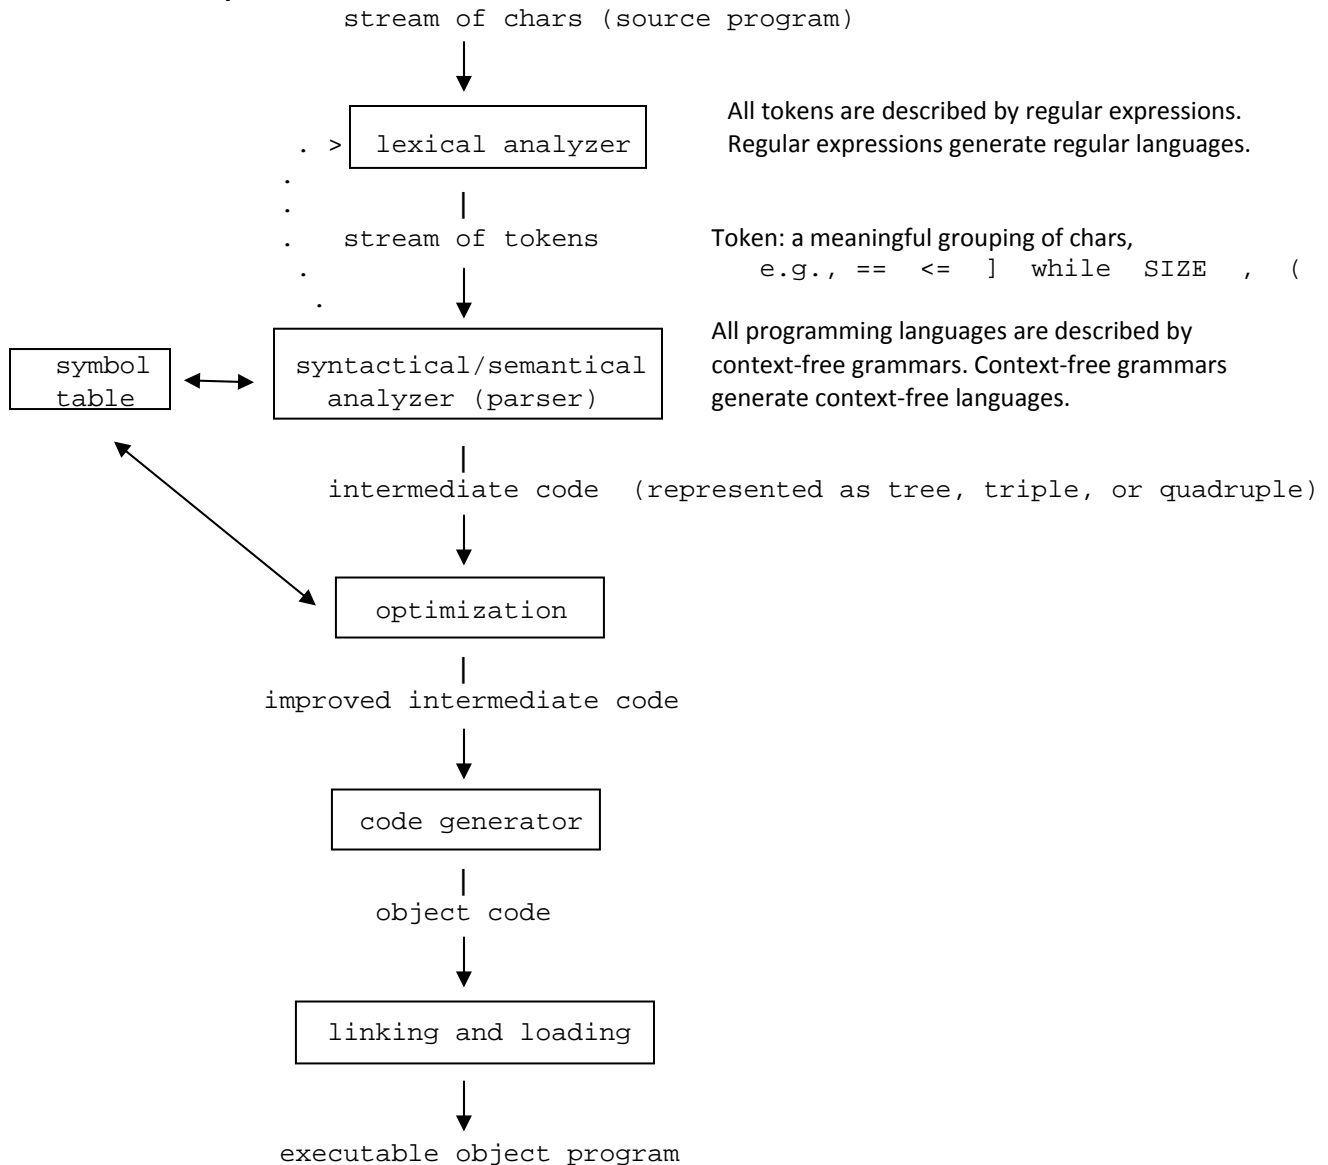 stream of chars (source program)
All tokens are described by regular expressions.
. > lexical analyzer
Regular expressions generate regular languages.
stream of tokens
Token: a meaningful grouping of chars,
e.g., == <= ] while SIZE , (
symbol
table
syntactical/semantical
analyzer (parser)
All programming languages are described by
context-free grammars. Context-free grammars
generate context-free languages.
intermediate code (represented as tree, triple, or quadruple)
optimization
improved intermediate code
code generator
object code
linking and loading
executable object program